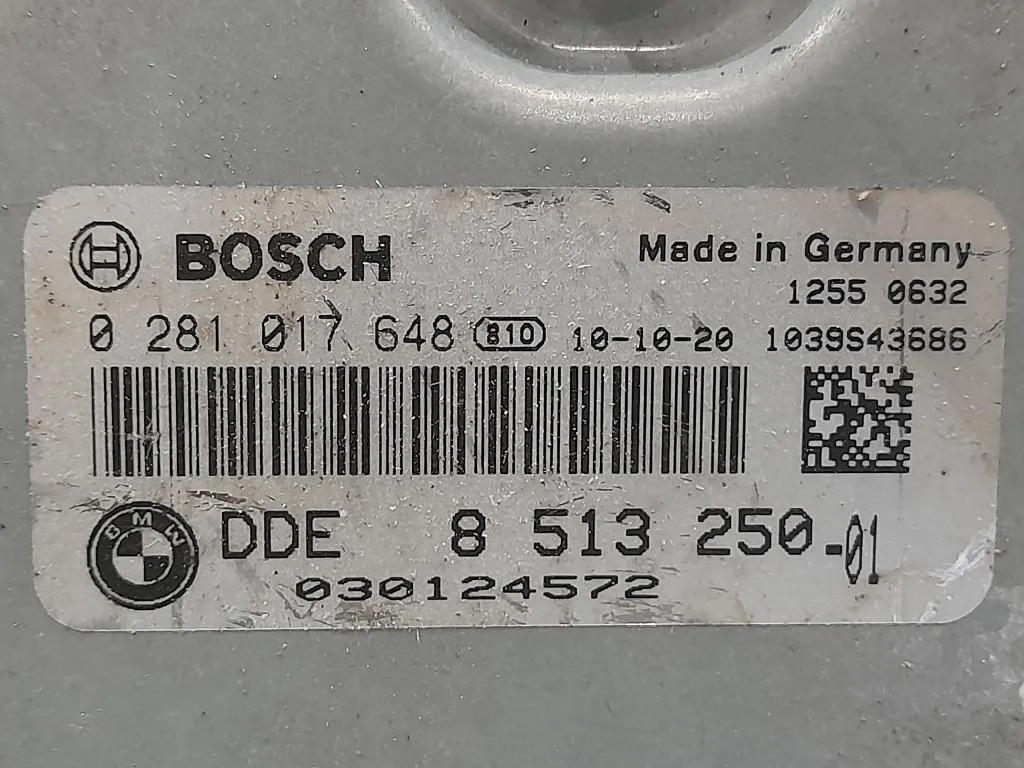 BOSCH
Made in Germany
1255 0632
0 281 017 648 810 10-10-20 1039S43686
BMW DDE 8 513 250-01
030124572